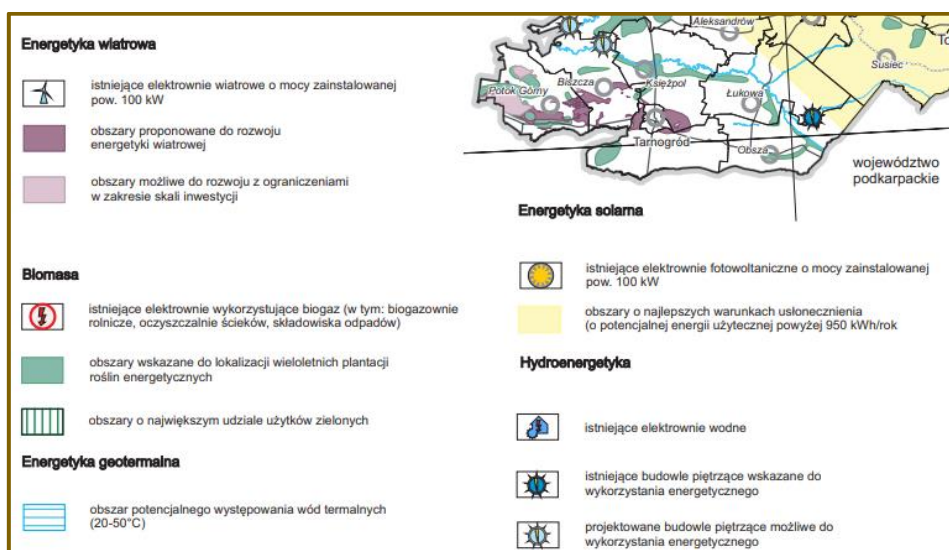 Energetyka wiatrowa
istniejące elektrownie wiatrowe o mocy zainstalowanej
pow. 100 kW
obszary proponowane do rozwoju
energetyki wiatrowej
obszary możliwe do rozwoju z ograniczeniami
w zakresie skali inwestycji
Biomasa
istniejące elektrownie wykorzystujące biogaz (w tym: biogazownie
rolnicze, oczyszczalnie ścieków, składowiska odpadów)
obszary wskazane do lokalizacji wieloletnich plantacji
roślin energetycznych
obszary o największym udziale użytków zielonych
Energetyka geotermalna
obszar potencjalnego występowania wód termalnych
(20-50°C)
Aleksandrów
To
Susiec
Biszcza
Księżpol
Potok Górny
Łukowa
Tarnogród
Obsza
województwo
podkarpackie
Energetyka solarna
istniejące elektrownie fotowoltaniczne o mocy zainstalowanej
pow. 100 kW
obszary o najlepszych warunkach usłonecznienia
(o potencjalnej energii użytecznej powyżej 950 kWh/rok
Hydroenergetyka
istniejące elektrownie wodne
istniejące budowle piętrzące wskazane do
wykorzystania energetycznego
projektowane budowle piętrzące możliwe do
wykorzystania energetycznego